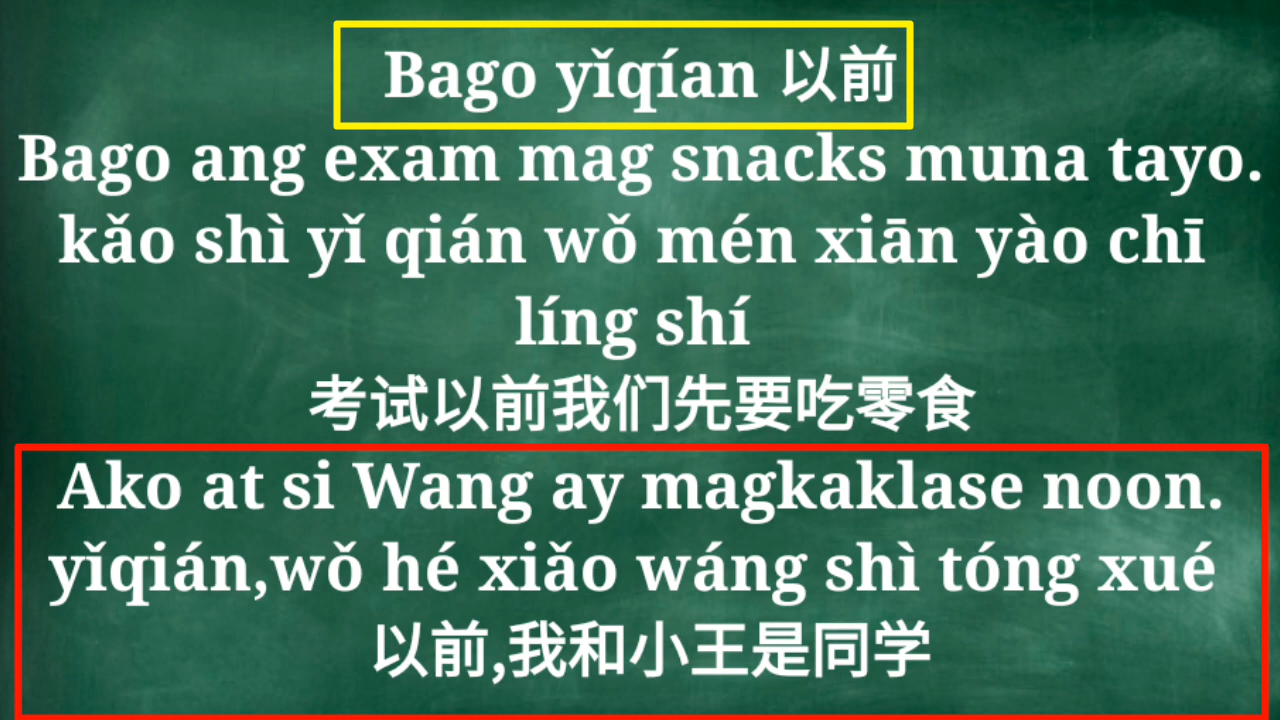 Bago yǐqían 以前
Bago ang exam mag snacks muna tayo.
kǎo shì yǐ qián wǒ mén xiān yào chī
líng shí
考试以前我们先要吃零食
Ako at si Wang ay magkaklase noon.
yǐqián,wǒ hé xiǎo wáng shì tóng xué
以前,我和小王是同学